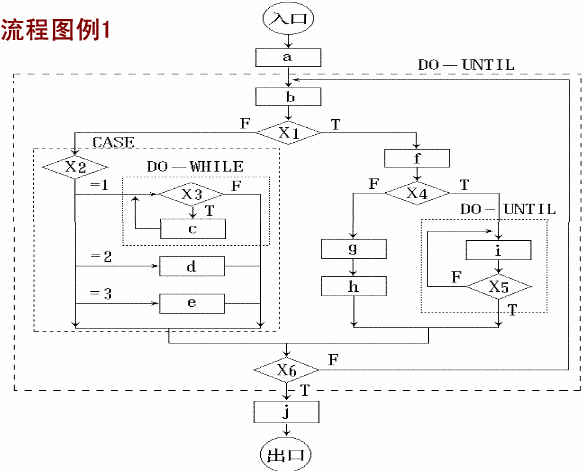 流程图例1
入口
a
DO-UNTIL
b
F
X1
T
CASE
X2
DO-WHILE
=1
X3
F
T
c
=2
d
=3
e
f
F
X4
T
DO-UNTIL
g
h
i
F
X5
T
X6
F
T
j
出口